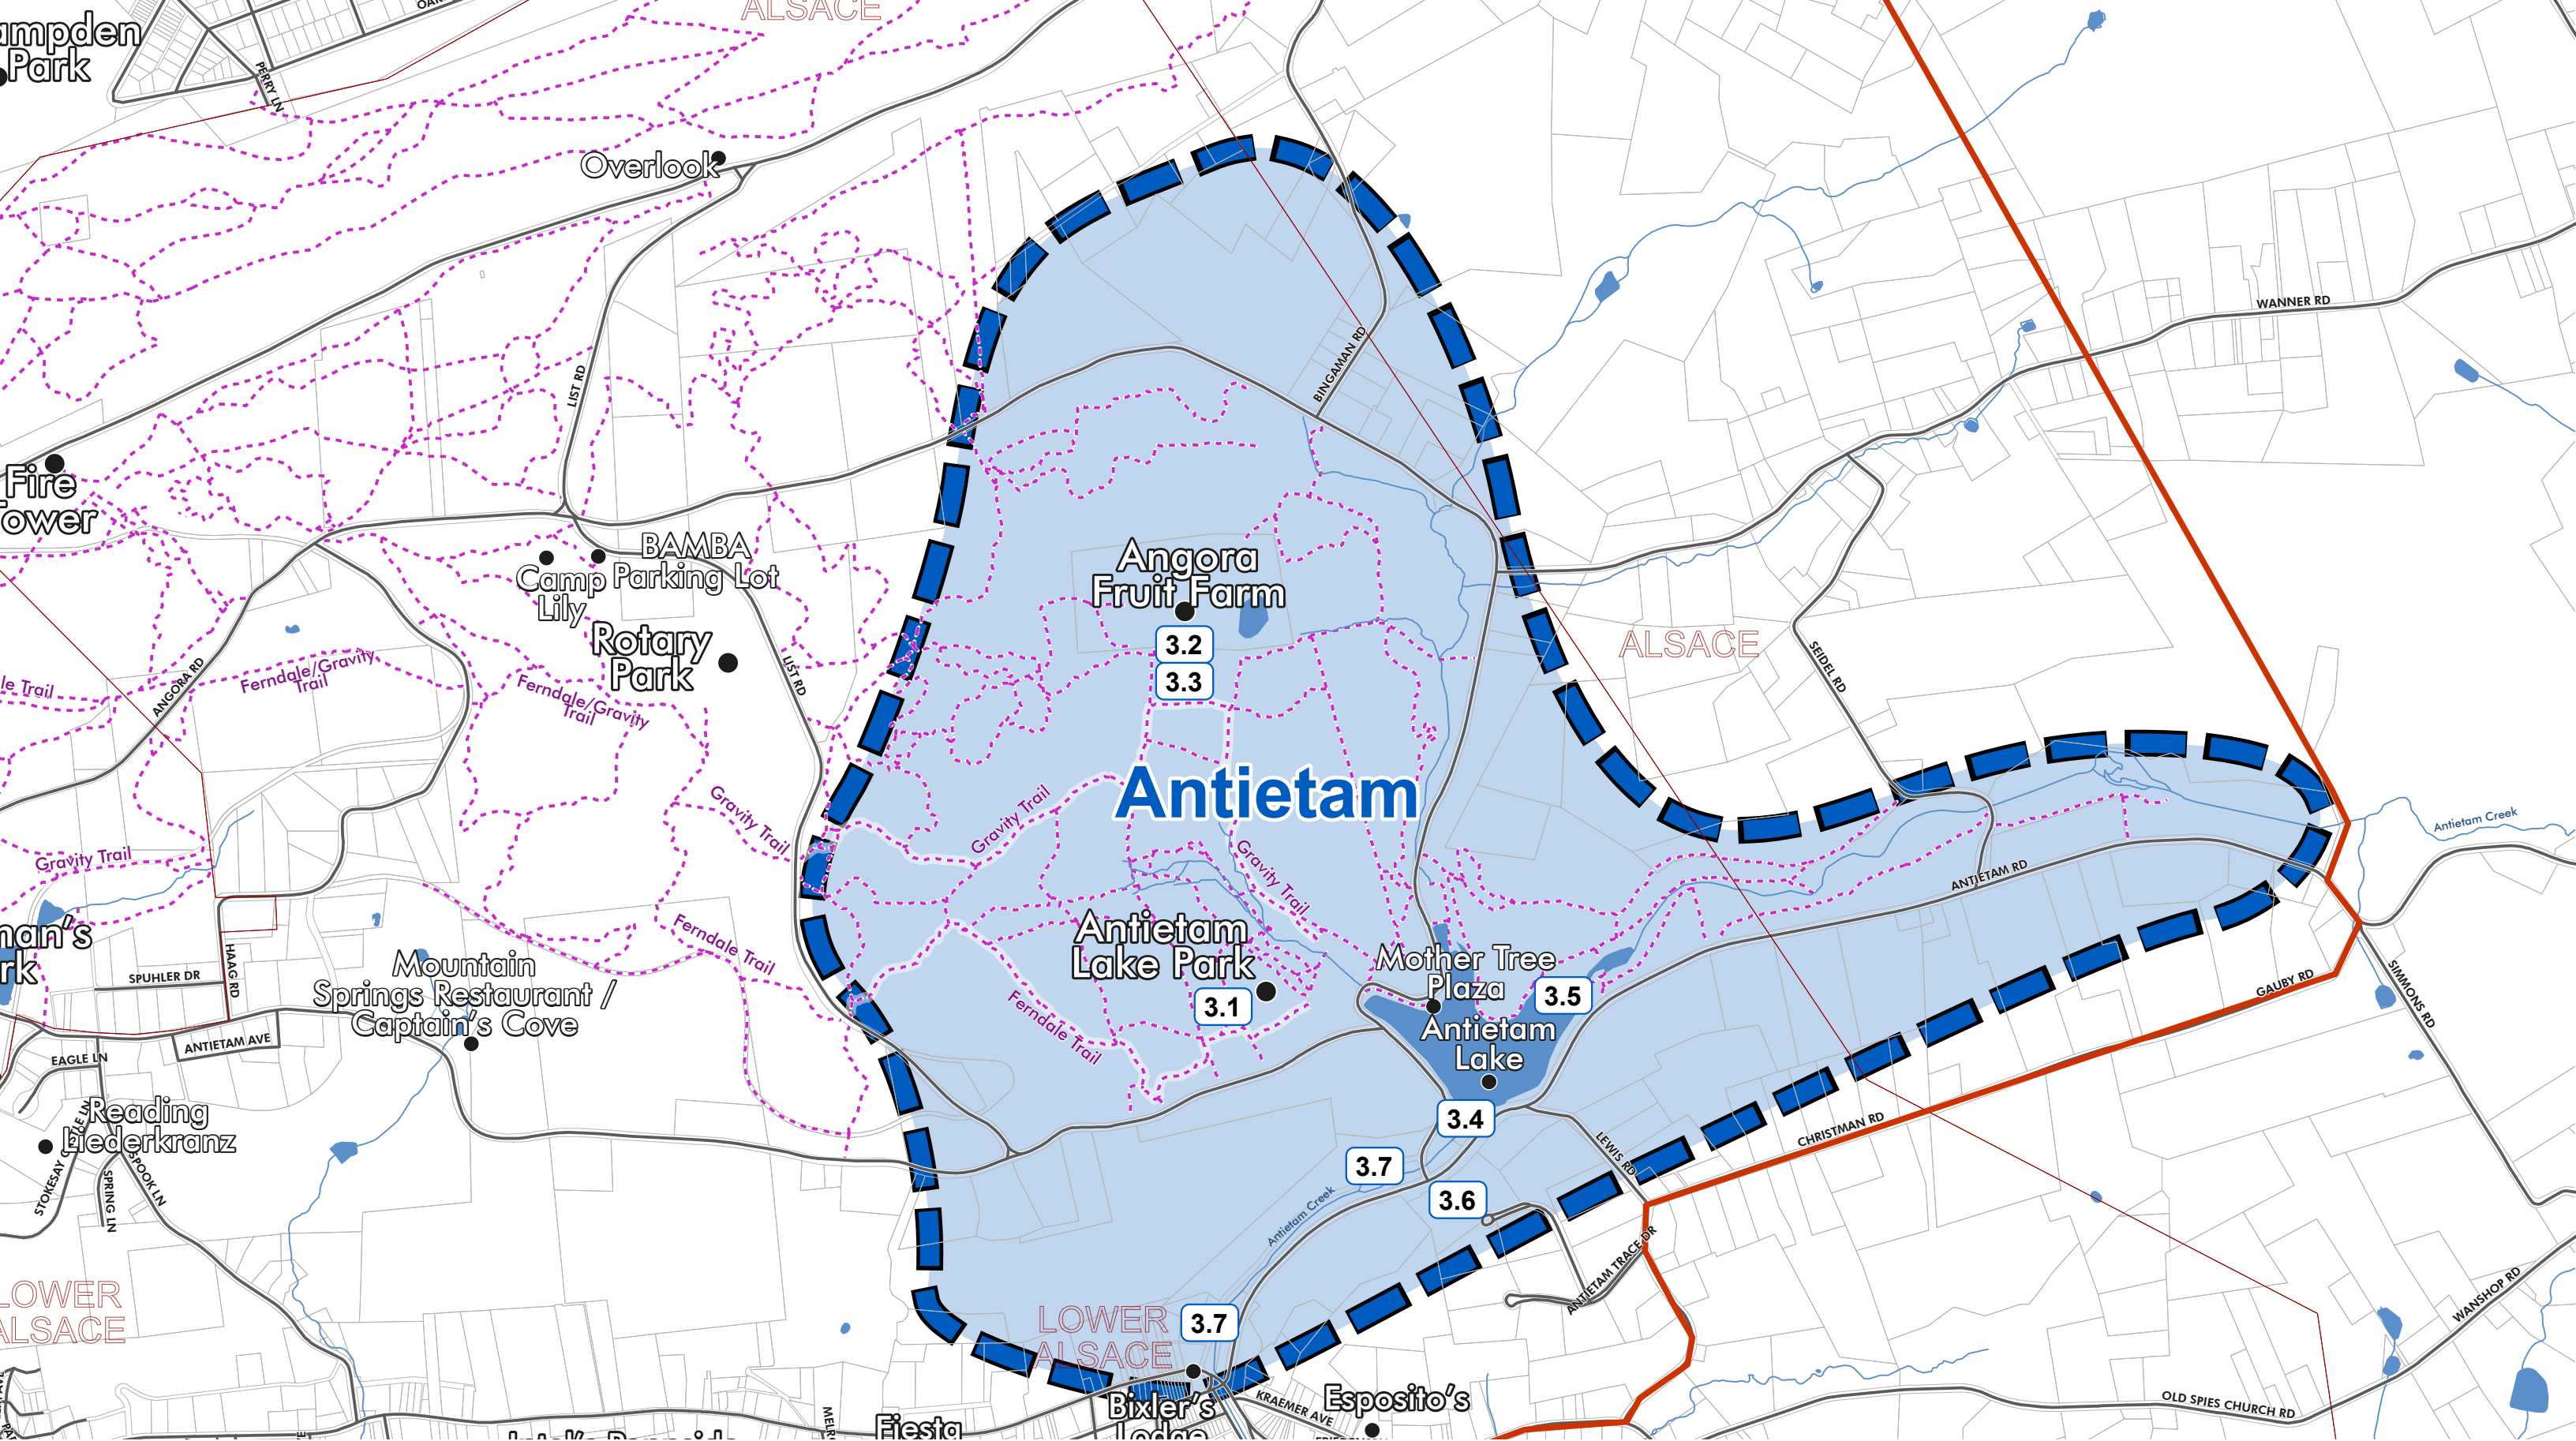 ALSACE
PERRY LN
Park
Overlook
WANNER RD
BINGAMAN RD
LIST RD
Fire
Angora
Fruit Farm
BAMBA
Parking Lot
Camp
Lily
Rotary
Park
3.2
3.3
ALSACE
SEIDEL RD
LIST RD
ANGORA RD
Ferndale/Gravity
Trail
Ferndale/Gravity
Trail
Trail
Antietam
Gravity Trail
Gravity Trail
Gravity Trail
Gravity Trail
Antietam Creek
ANTIETAM RD
Ferndale Trail
Antietam
Lake Park
3.1
Mother Tree
Plaza
3.5
Antietam
Lake
SPUHLER DR
HAAG RD
Mountain
Springs Restaurant /
Captain's Cove
Ferndale Trail
GAUBY RD
SIMMONS RD
EAGLE LN
ANTIETAM AVE
Reading
Liederkranz
3.4
LEWIS RD
CHRISTMAN RD
3.7
3.6
SPOOK LN
SPRING LN
Antietam Creek
ANTIETAM TRACE DR
LOWER
ALSACE
LOWER
ALSACE
3.7
WANSHOP RD
Bixler's
Lodge
KRAEMER AVE
Esposito's
OLD SPIES CHURCH RD
Fiesta